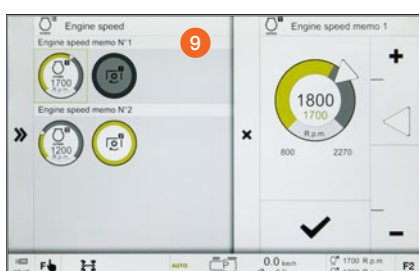 Engine speed
9
Engine speed memo 1
Engine speed memo N°1
1700
R.p.m.
Engine speed memo N°2
1200
R.p.m.
1800
1700
R.p.m.
800 2270
F
AUTO
P
0.0 km/h
1700 R.p.m.
F2